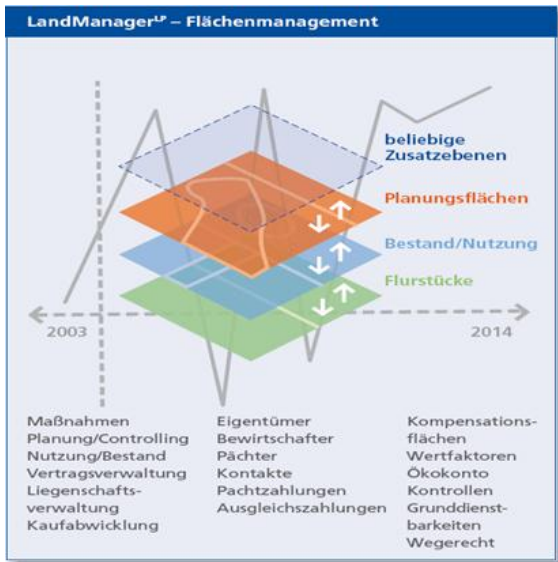 LandManagerLP – Flächenmanagement
beliebige
Zusatzebenen
Planungsflächen
Bestand/Nutzung
Flurstücke
2003
2014
Maßnahmen
Planung/Controlling
Nutzung/Bestand
Vertragsverwaltung
Liegenschafts-
verwaltung
Kaufabwicklung
Eigentümer
Bewirtschafter
Pächter
Kontakte
Pachtzahlungen
Ausgleichszahlungen
Kompensations-
flächen
Wertfaktoren
Ökokonto
Kontrollen
Grunddienst-
barkeiten
Wegerecht